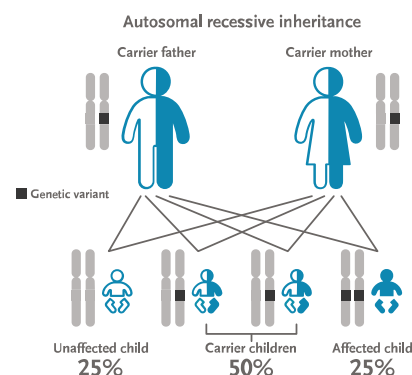 Autosomal recessive inheritance
Carrier father
Carrier mother
Genetic variant
Unaffected child
25%
Carrier children
50%
Affected child
25%